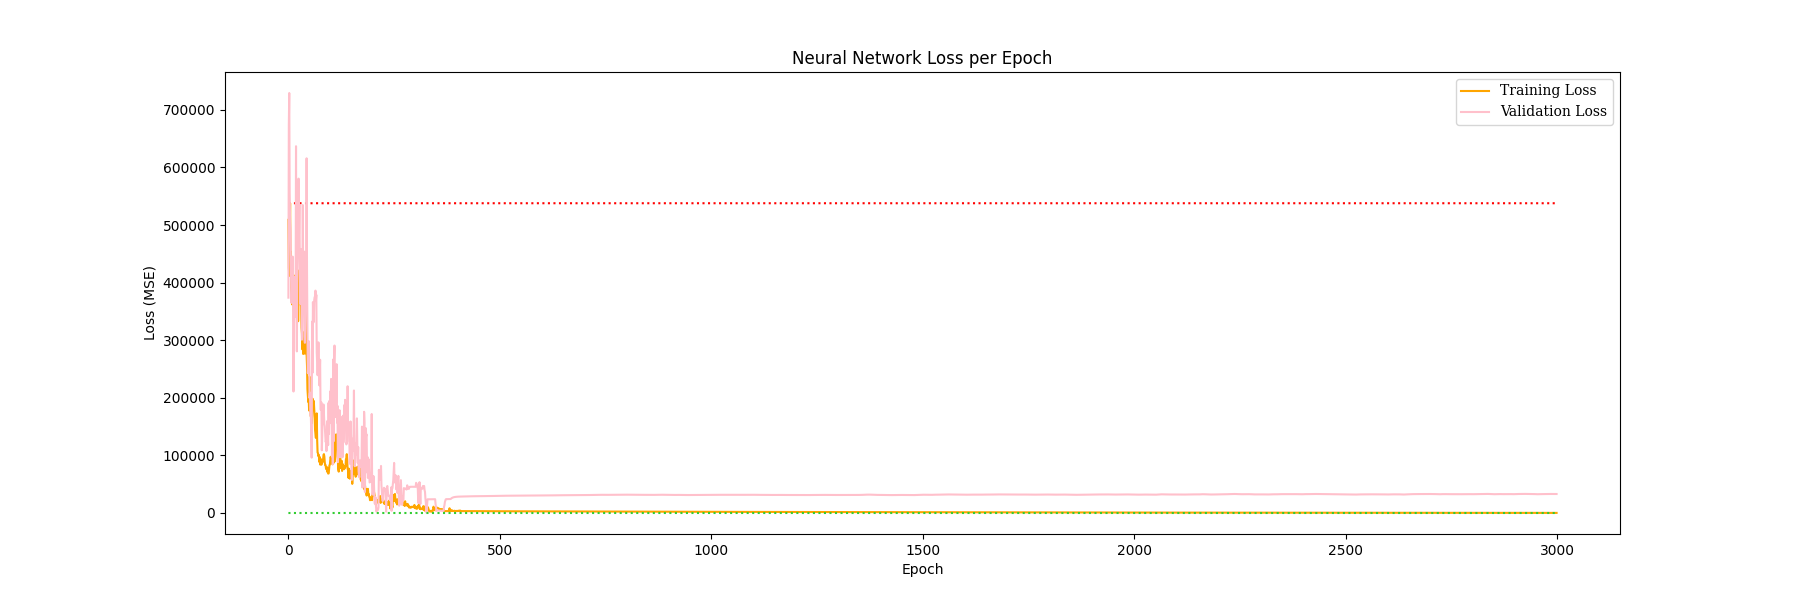 Neural Network Loss per Epoch
Training Loss
Validation Loss
700000
600000
500000
400000
300000
200000
100000
0
Loss (MSE)
0 500 1000 1500 2000 2500 3000
Epoch